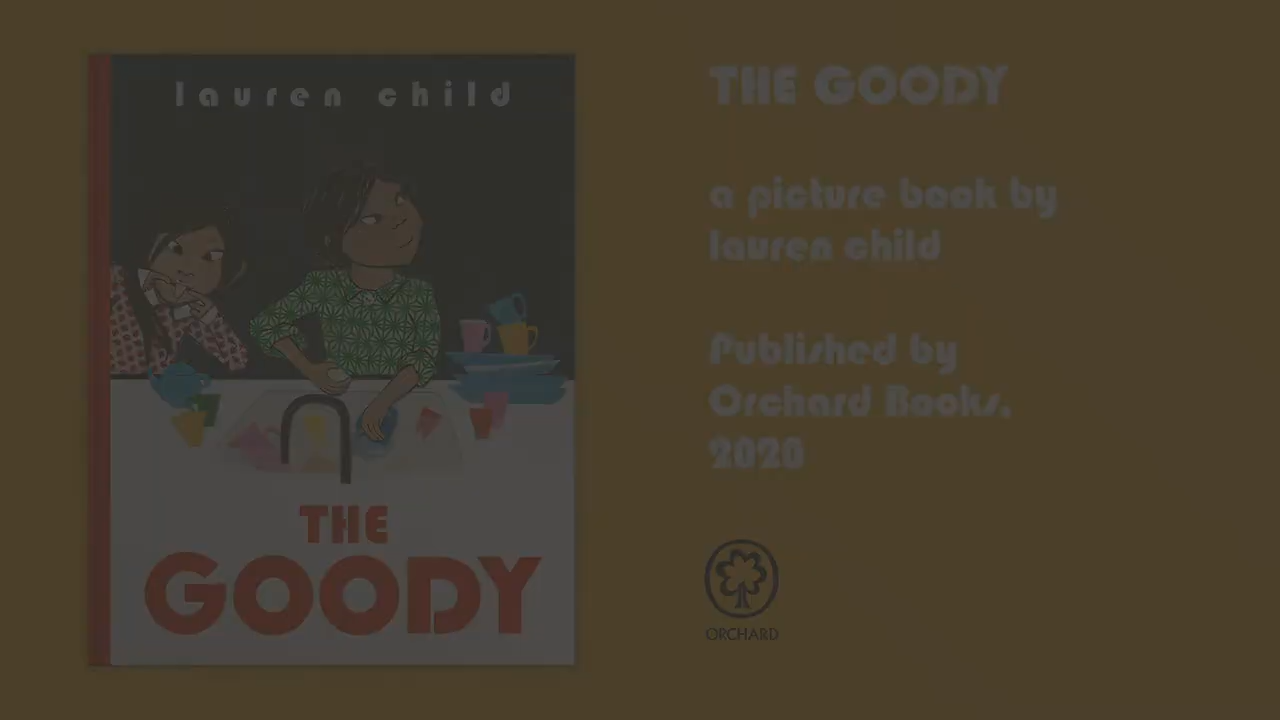 lauren child
THE
GOODY
THE GOODY
a picture book by
lauren child
Published by
Orchard Books,
2020
ORCHARD